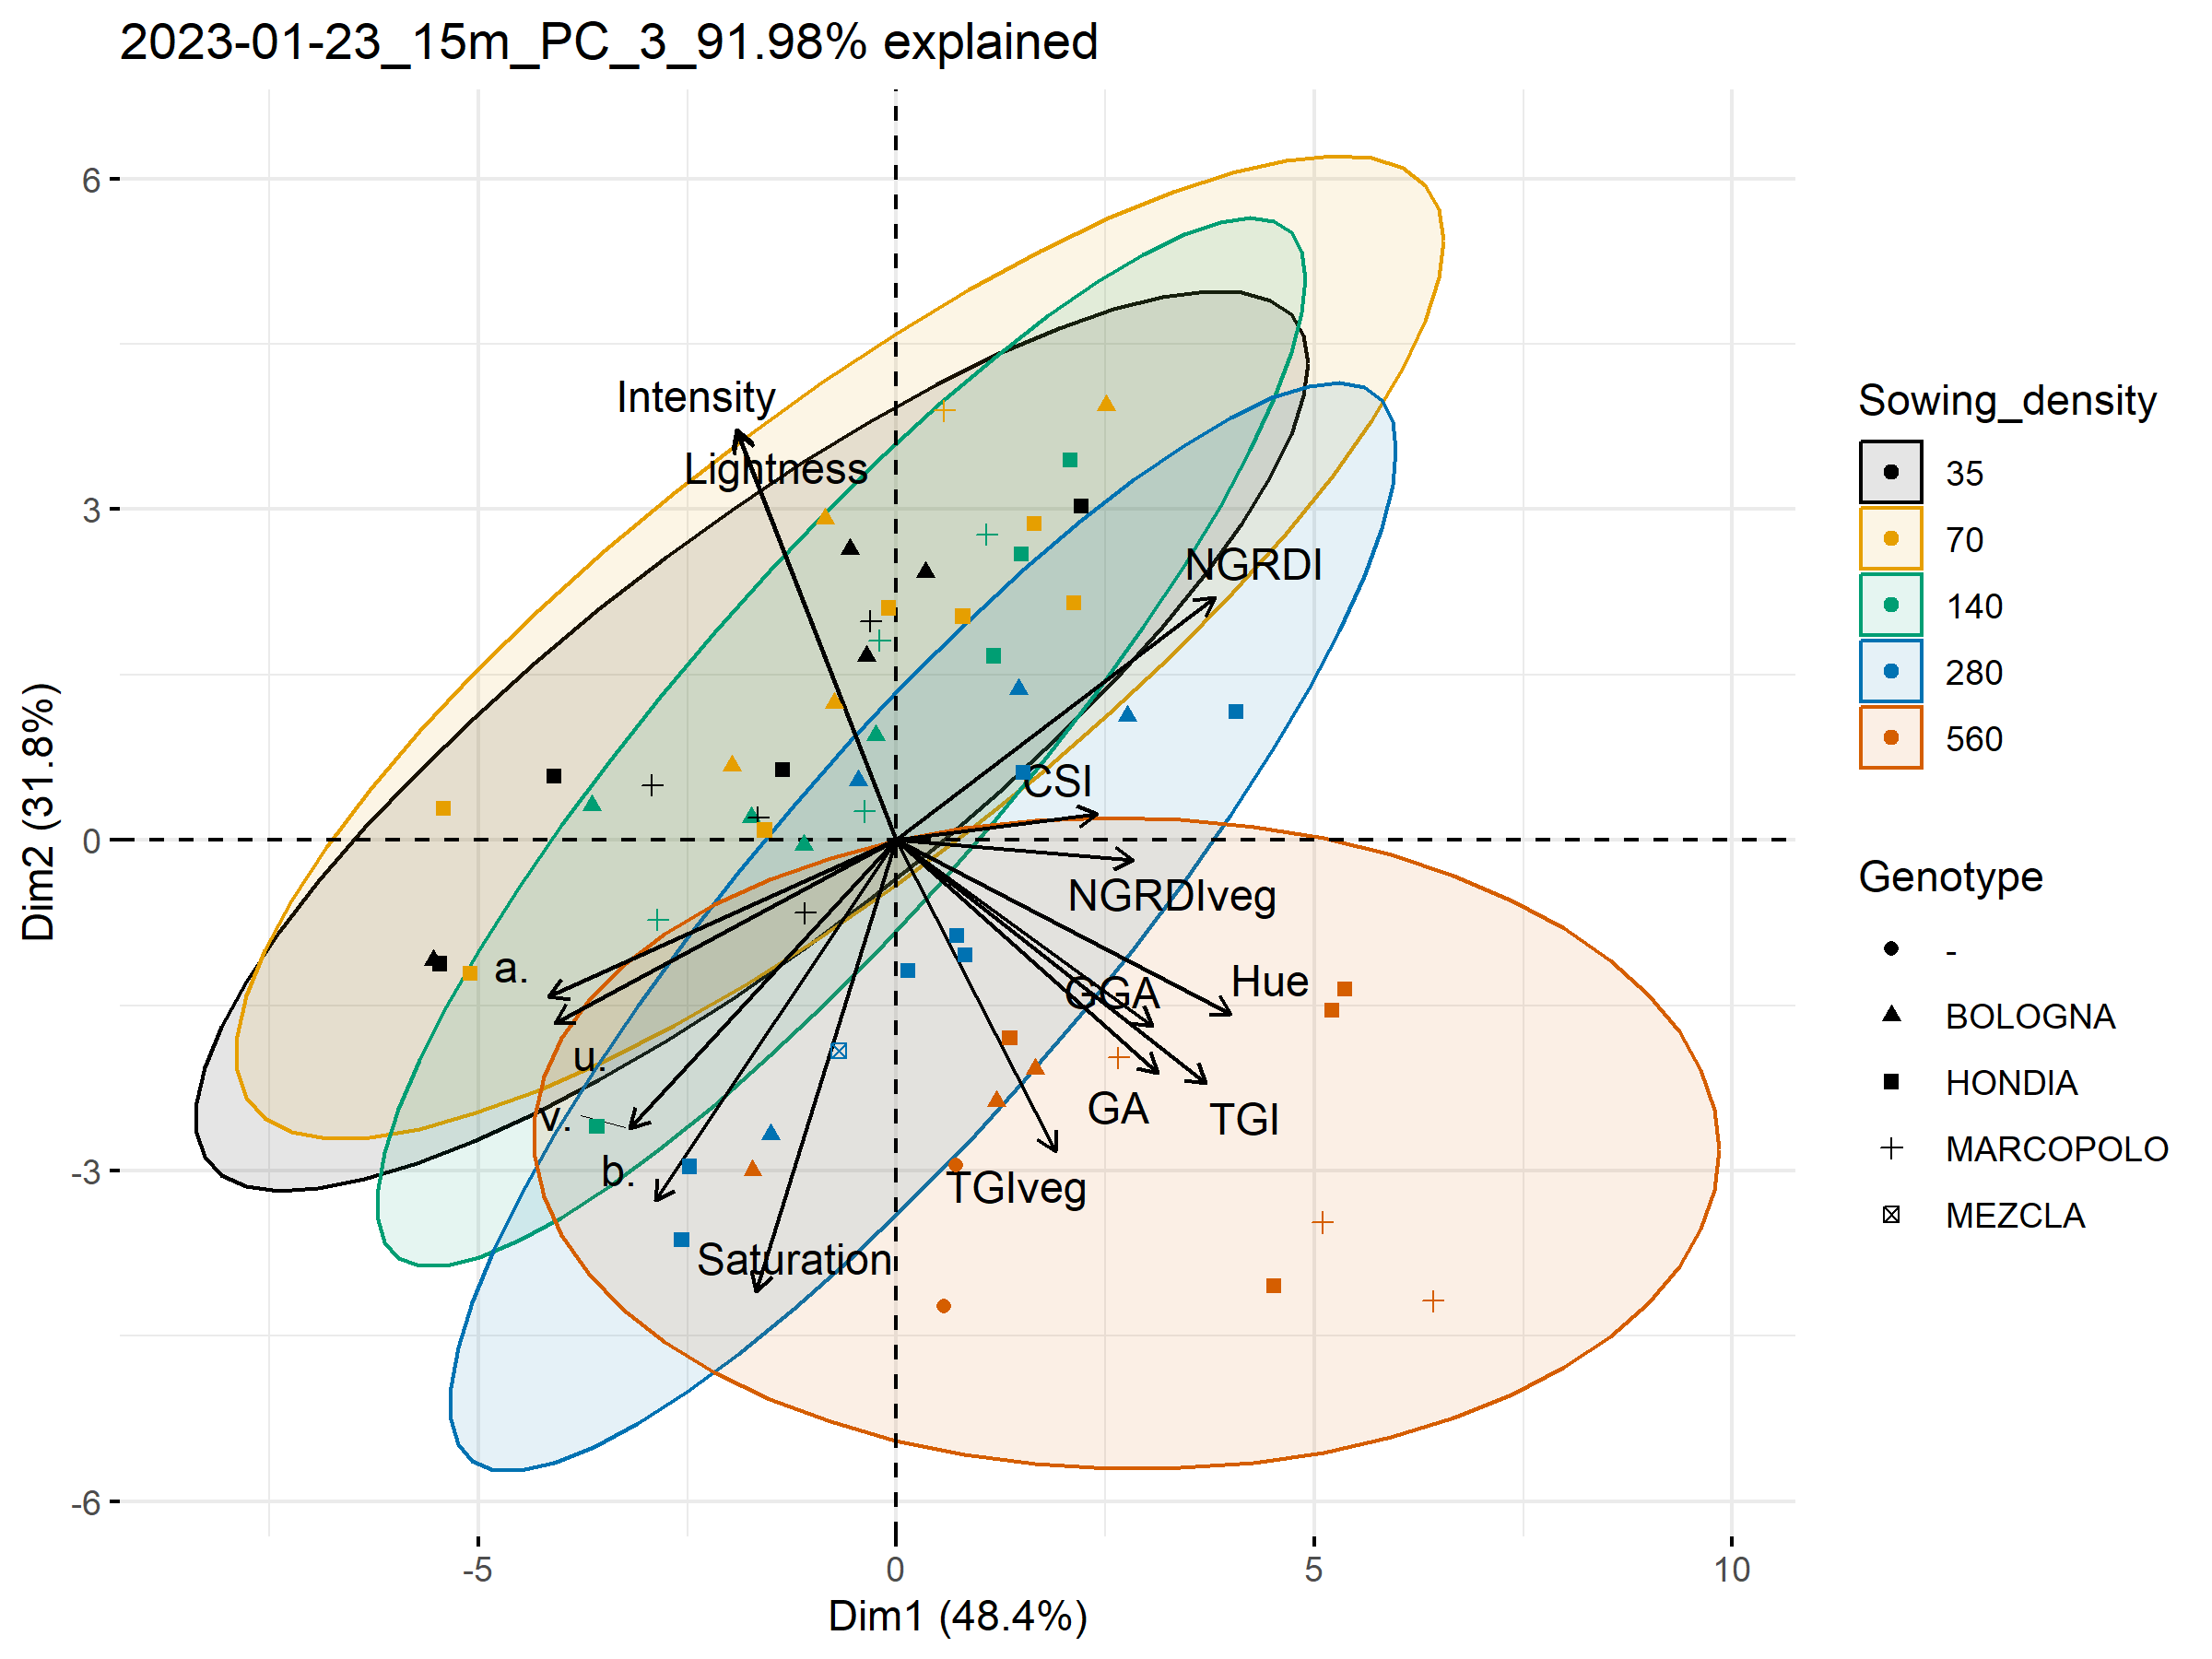 2023-01-23_15m_PC_3_91.98% explained
Dim2 (31.8%)
6
3
0
-3
-6
Intensity
Lightness
NGRDI
CSI
NGRDIveg
a.
GGA
Hue
u.
v.
GA
TGI
b.
TGIveg
Saturation
-5
0
5
10
Dim1 (48.4%)
Sowing_density
35
70
140
280
560
Genotype
-
BOLOGNA
HONDIA
MARCOPOLO
MEZCLA